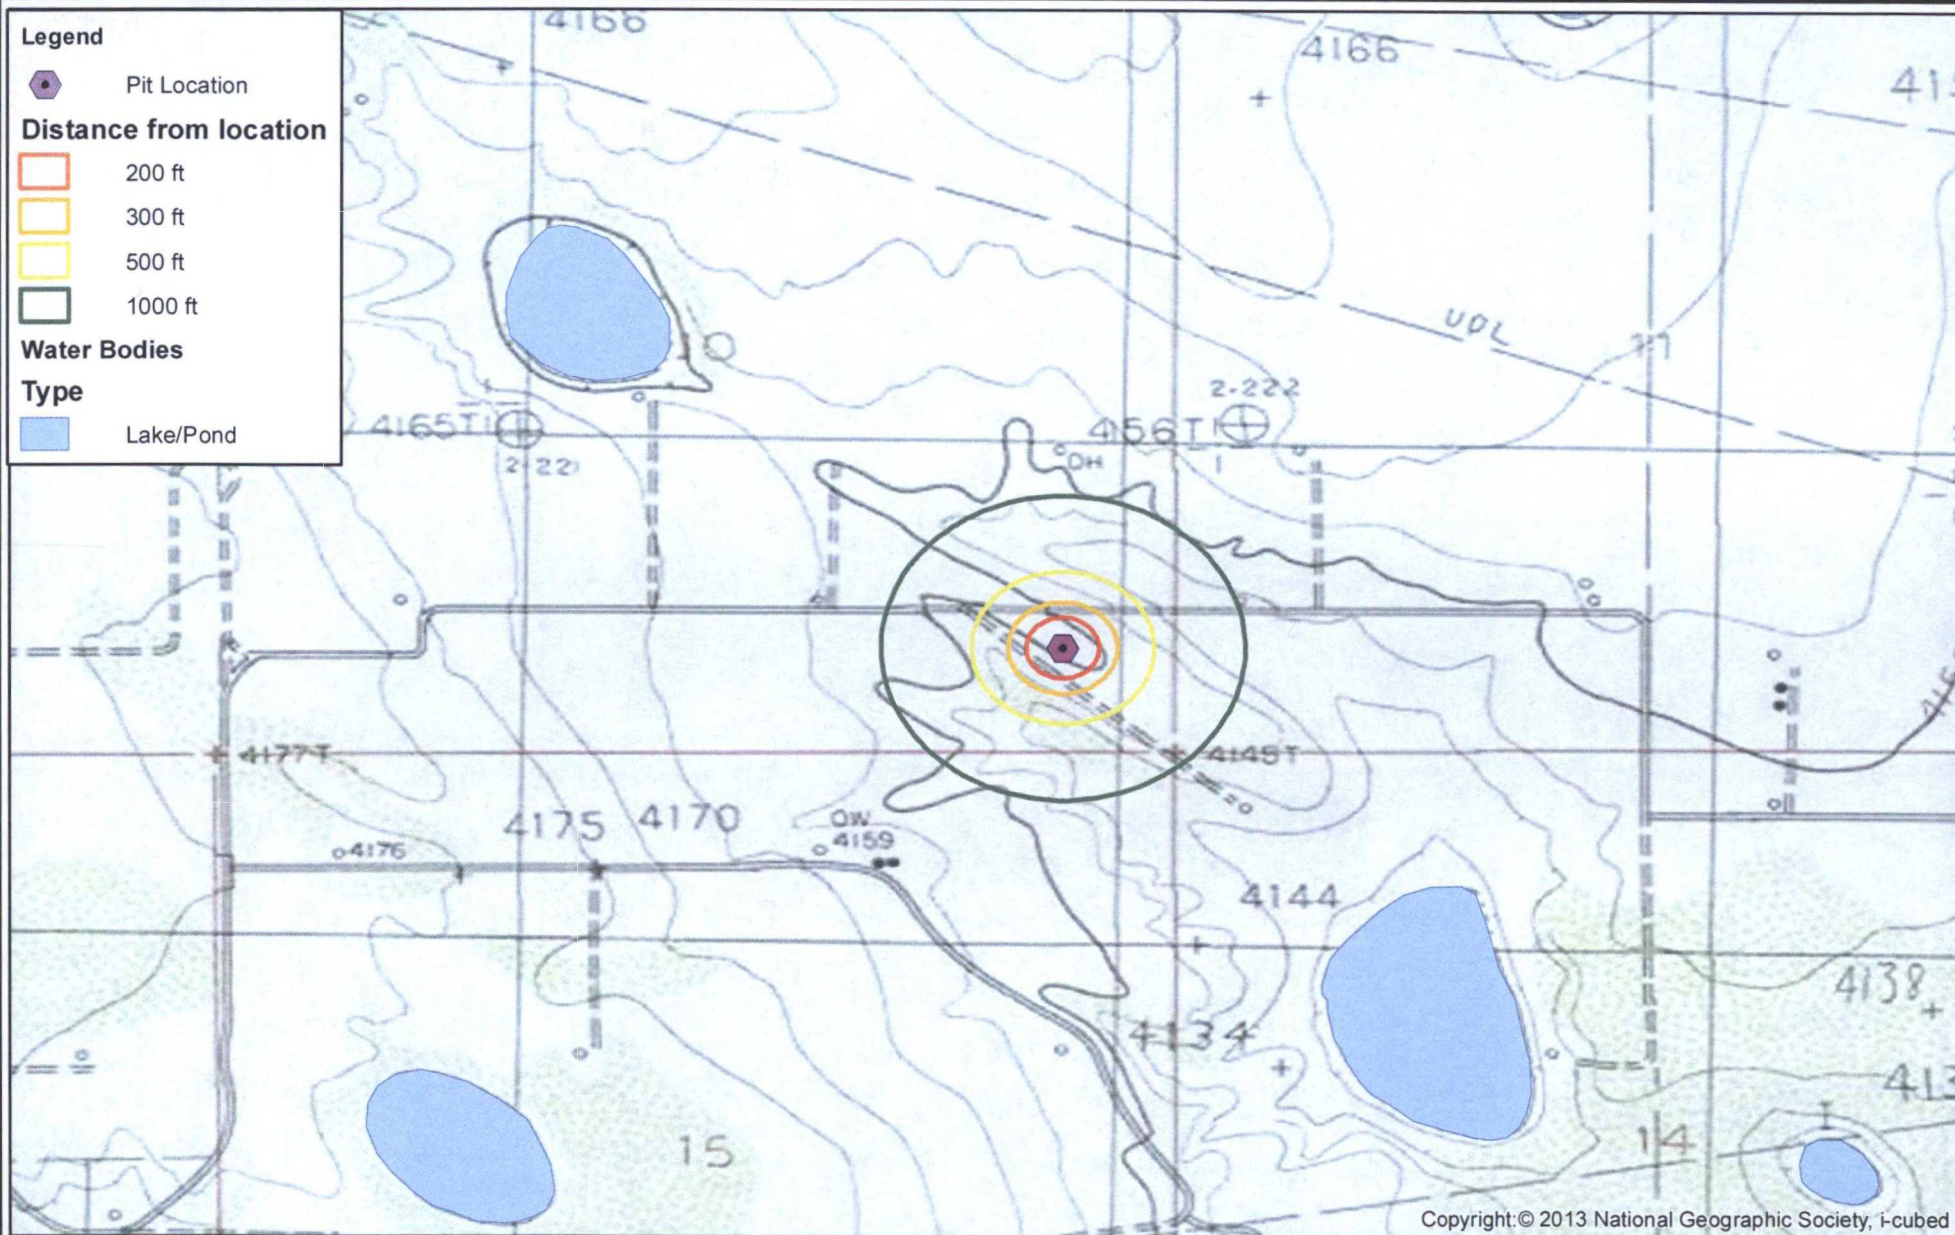 Legend
Pit Location
Distance from location
200 ft
300 ft
500 ft
1000 ft
Water Bodies
Type
Lake/Pond
4166
4166
UDL
2-222
4165T
4156T
DH
4177T
4145T
4175
4170
OW
4159
4176
4144
4138
4134
15
14
Copyright:© 2013 National Geographic Society, i-cubed